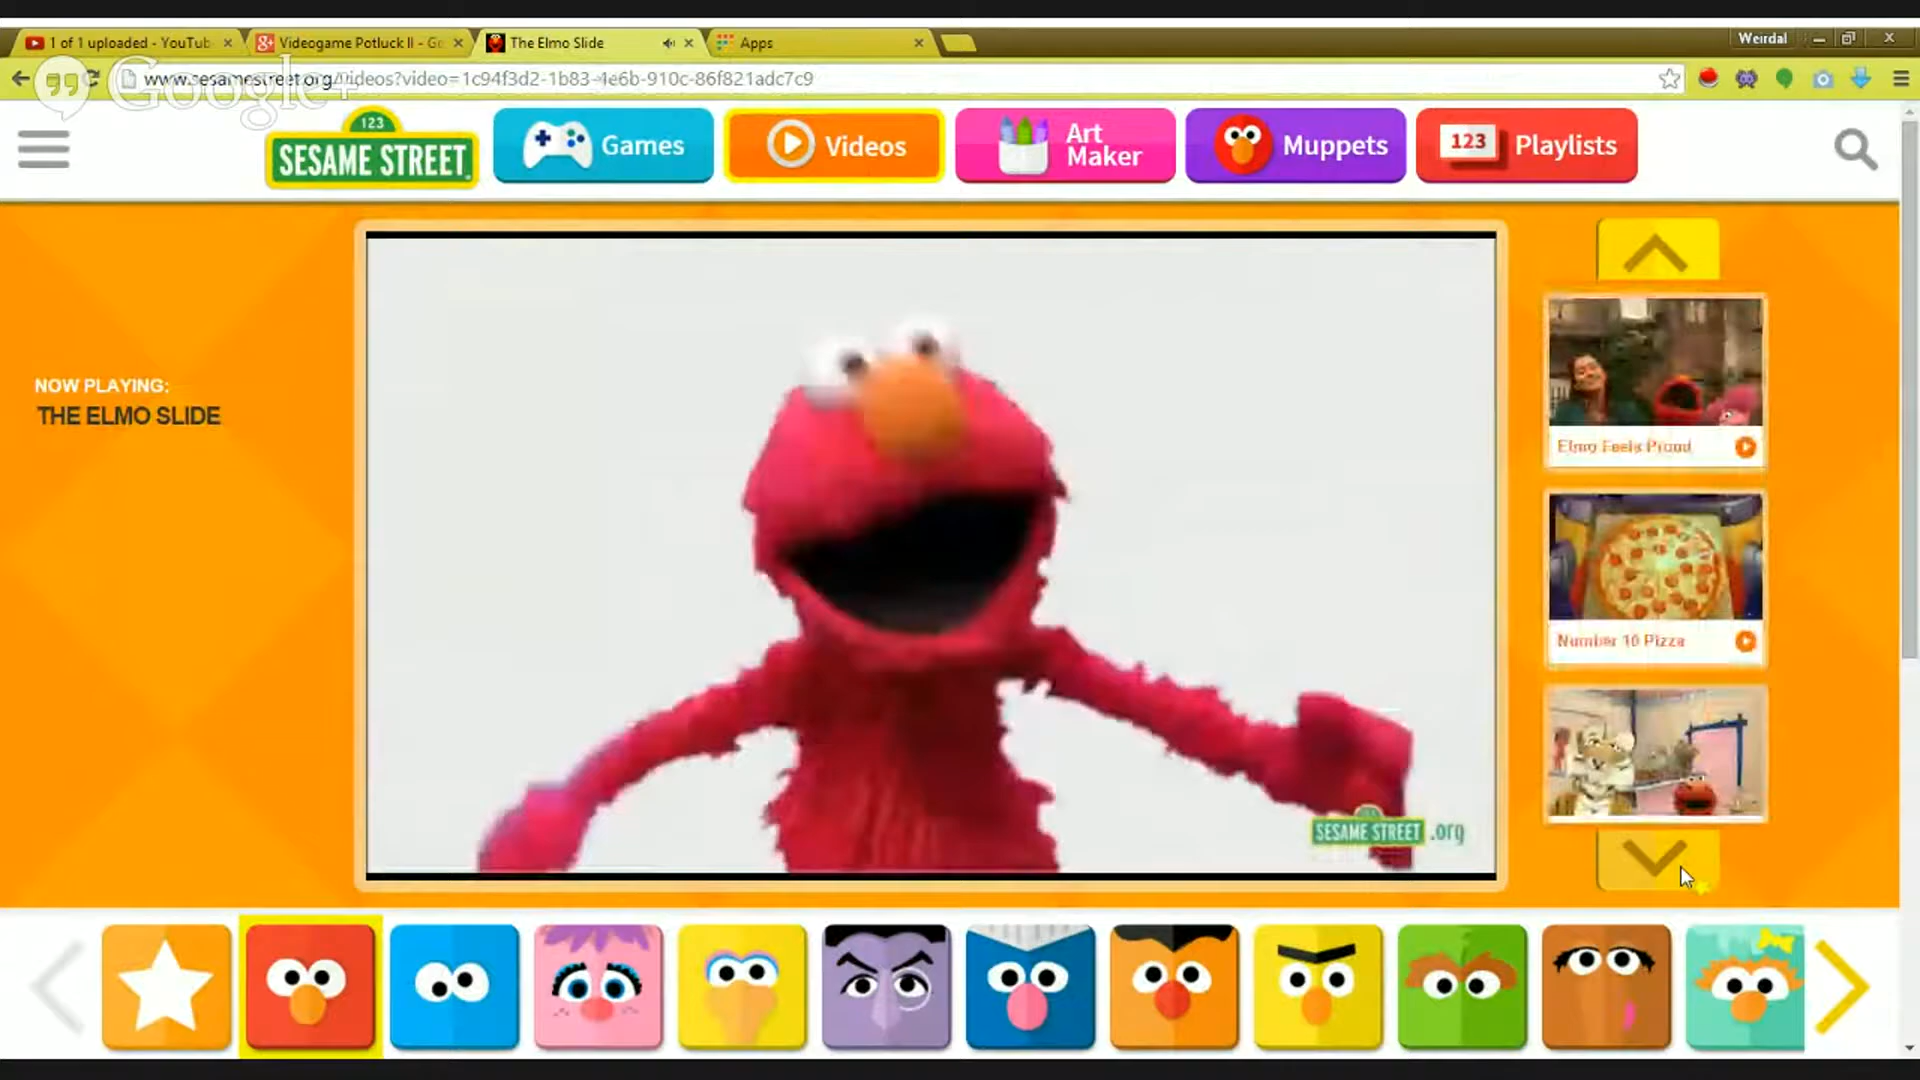 1 of 1 uploaded - YouTub
Videogame Potluck II - Go
The Elmo Slide
Apps
Weirdal
www.sesamestreet.org/videos?video=1c94f3d2-1b83-4e6b-910c-86f821adc7c9
Google+
123
SESAME STREET
Games
Videos
Art
Maker
Muppets
123
Playlists
NOW PLAYING:
THE ELMO SLIDE
Elmo Feels Proud
Number 10 Pizza
SESAME STREET .org